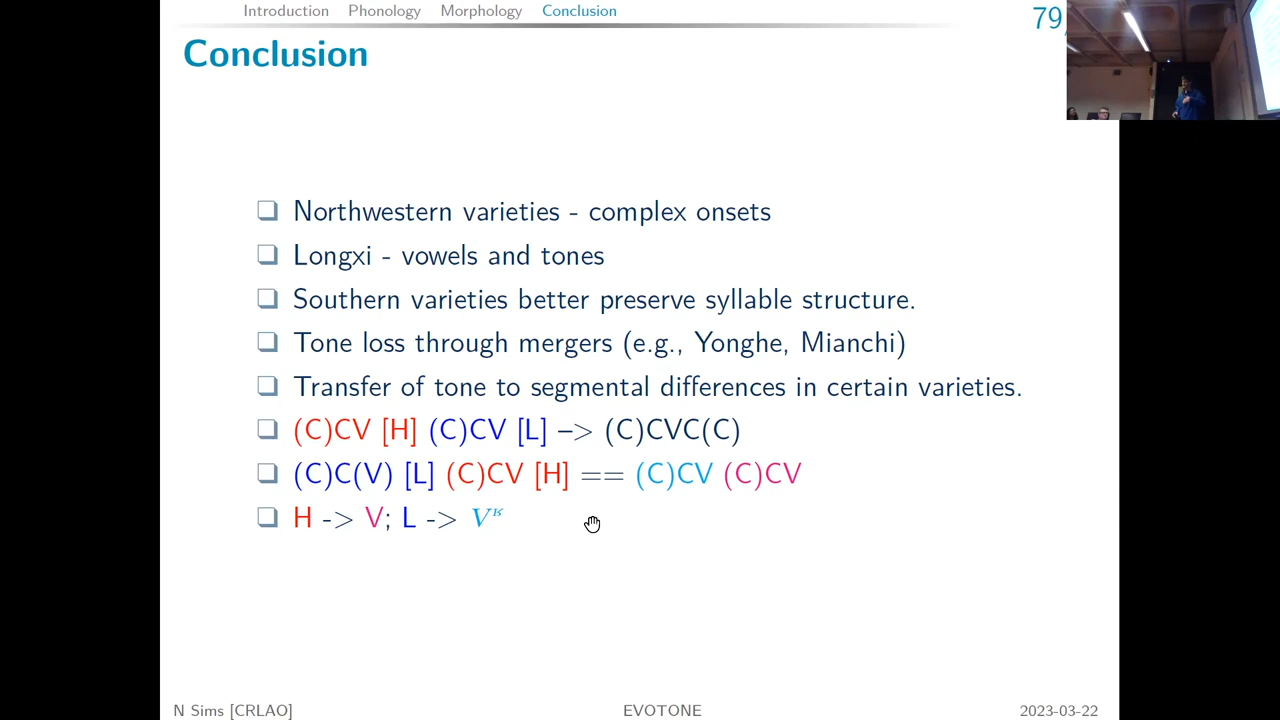 Introduction Phonology Morphology Conclusion
79
Conclusion
❑ Northwestern varieties - complex onsets
❑ Longxi - vowels and tones
❑ Southern varieties better preserve syllable structure.
❑ Tone loss through mergers (e.g., Yonghe, Mianchi)
❑ Transfer of tone to segmental differences in certain varieties.
❑ (C)CV [H] (C)CV [L] –> (C)CVC(C)
❑ (C)C(V) [L] (C)CV [H] == (C)CV (C)CV
❑ H -> V; L -> Vʶ
N Sims [CRLAO] EVOTONE 2023-03-22